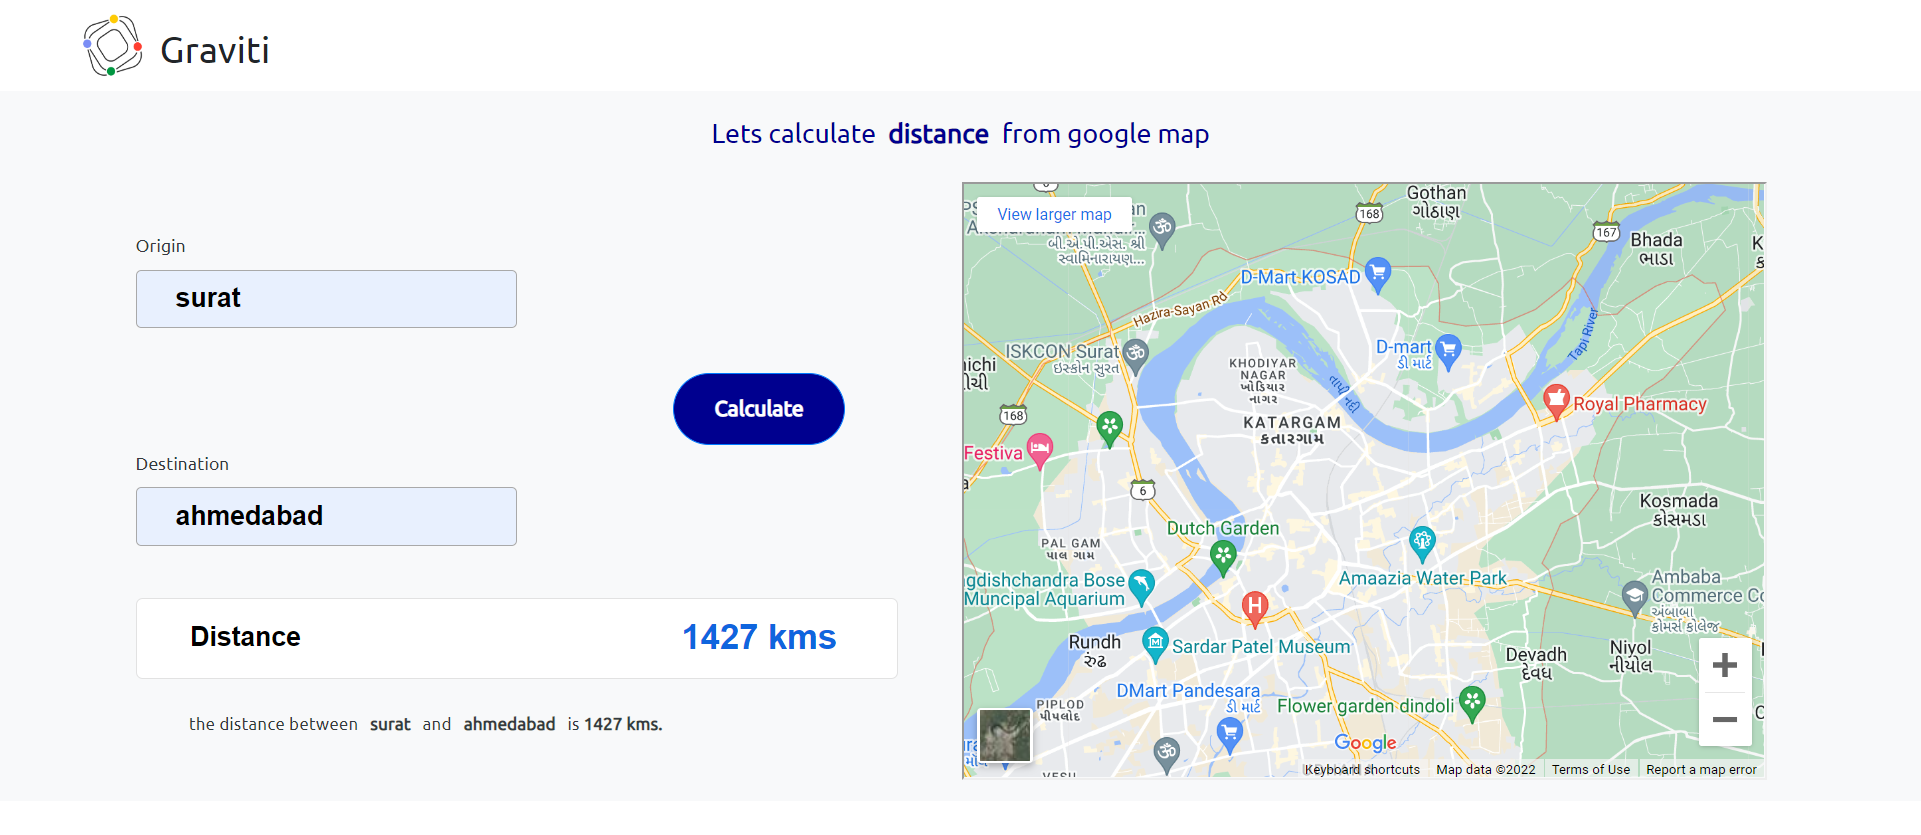 Graviti
Lets calculate distance from google map
Origin
surat
Calculate
Destination
ahmedabad
Distance
1427 kms
the distance between surat and ahmedabad is 1427 kms.
View larger map
બી.એ.પી.એસ. શ્રી
સ્વામિનારાયણ...
168
Gothan
ગોઠાણ
167
Bhada
ભાડા
D-Mart KOSAD
Hazira-Sayan Rd
Tapi River
ISKCON Surat
ઇસ્કોન સુરત
D-mart
ડી માર્ટ
KHODIYAR
NAGAR
ખોડિયાર
નાગર
તાપી નદી
168
KATARGAM
કતારગામ
Royal Pharmacy
Festiva
6
Kosmada
કોસમડા
Dutch Garden
PAL GAM
પાલ ગામ
Amaazia Water Park
gdishchandra Bose
Muncipal Aquarium
Ambaba
Commerce Co
અંબાબા
કોમર્સ કૉલેજ
H
Rundh
રુંઢ
Sardar Patel Museum
Devadh
દેવધ
Niyol
નીયોલ
DMart Pandesara
ડી માર્ટ
Flower garden dindoli
PIPLOD
પીપલોદ
Google
VESU
Keyboard shortcuts
Map data ©2022
Terms of Use
Report a map error